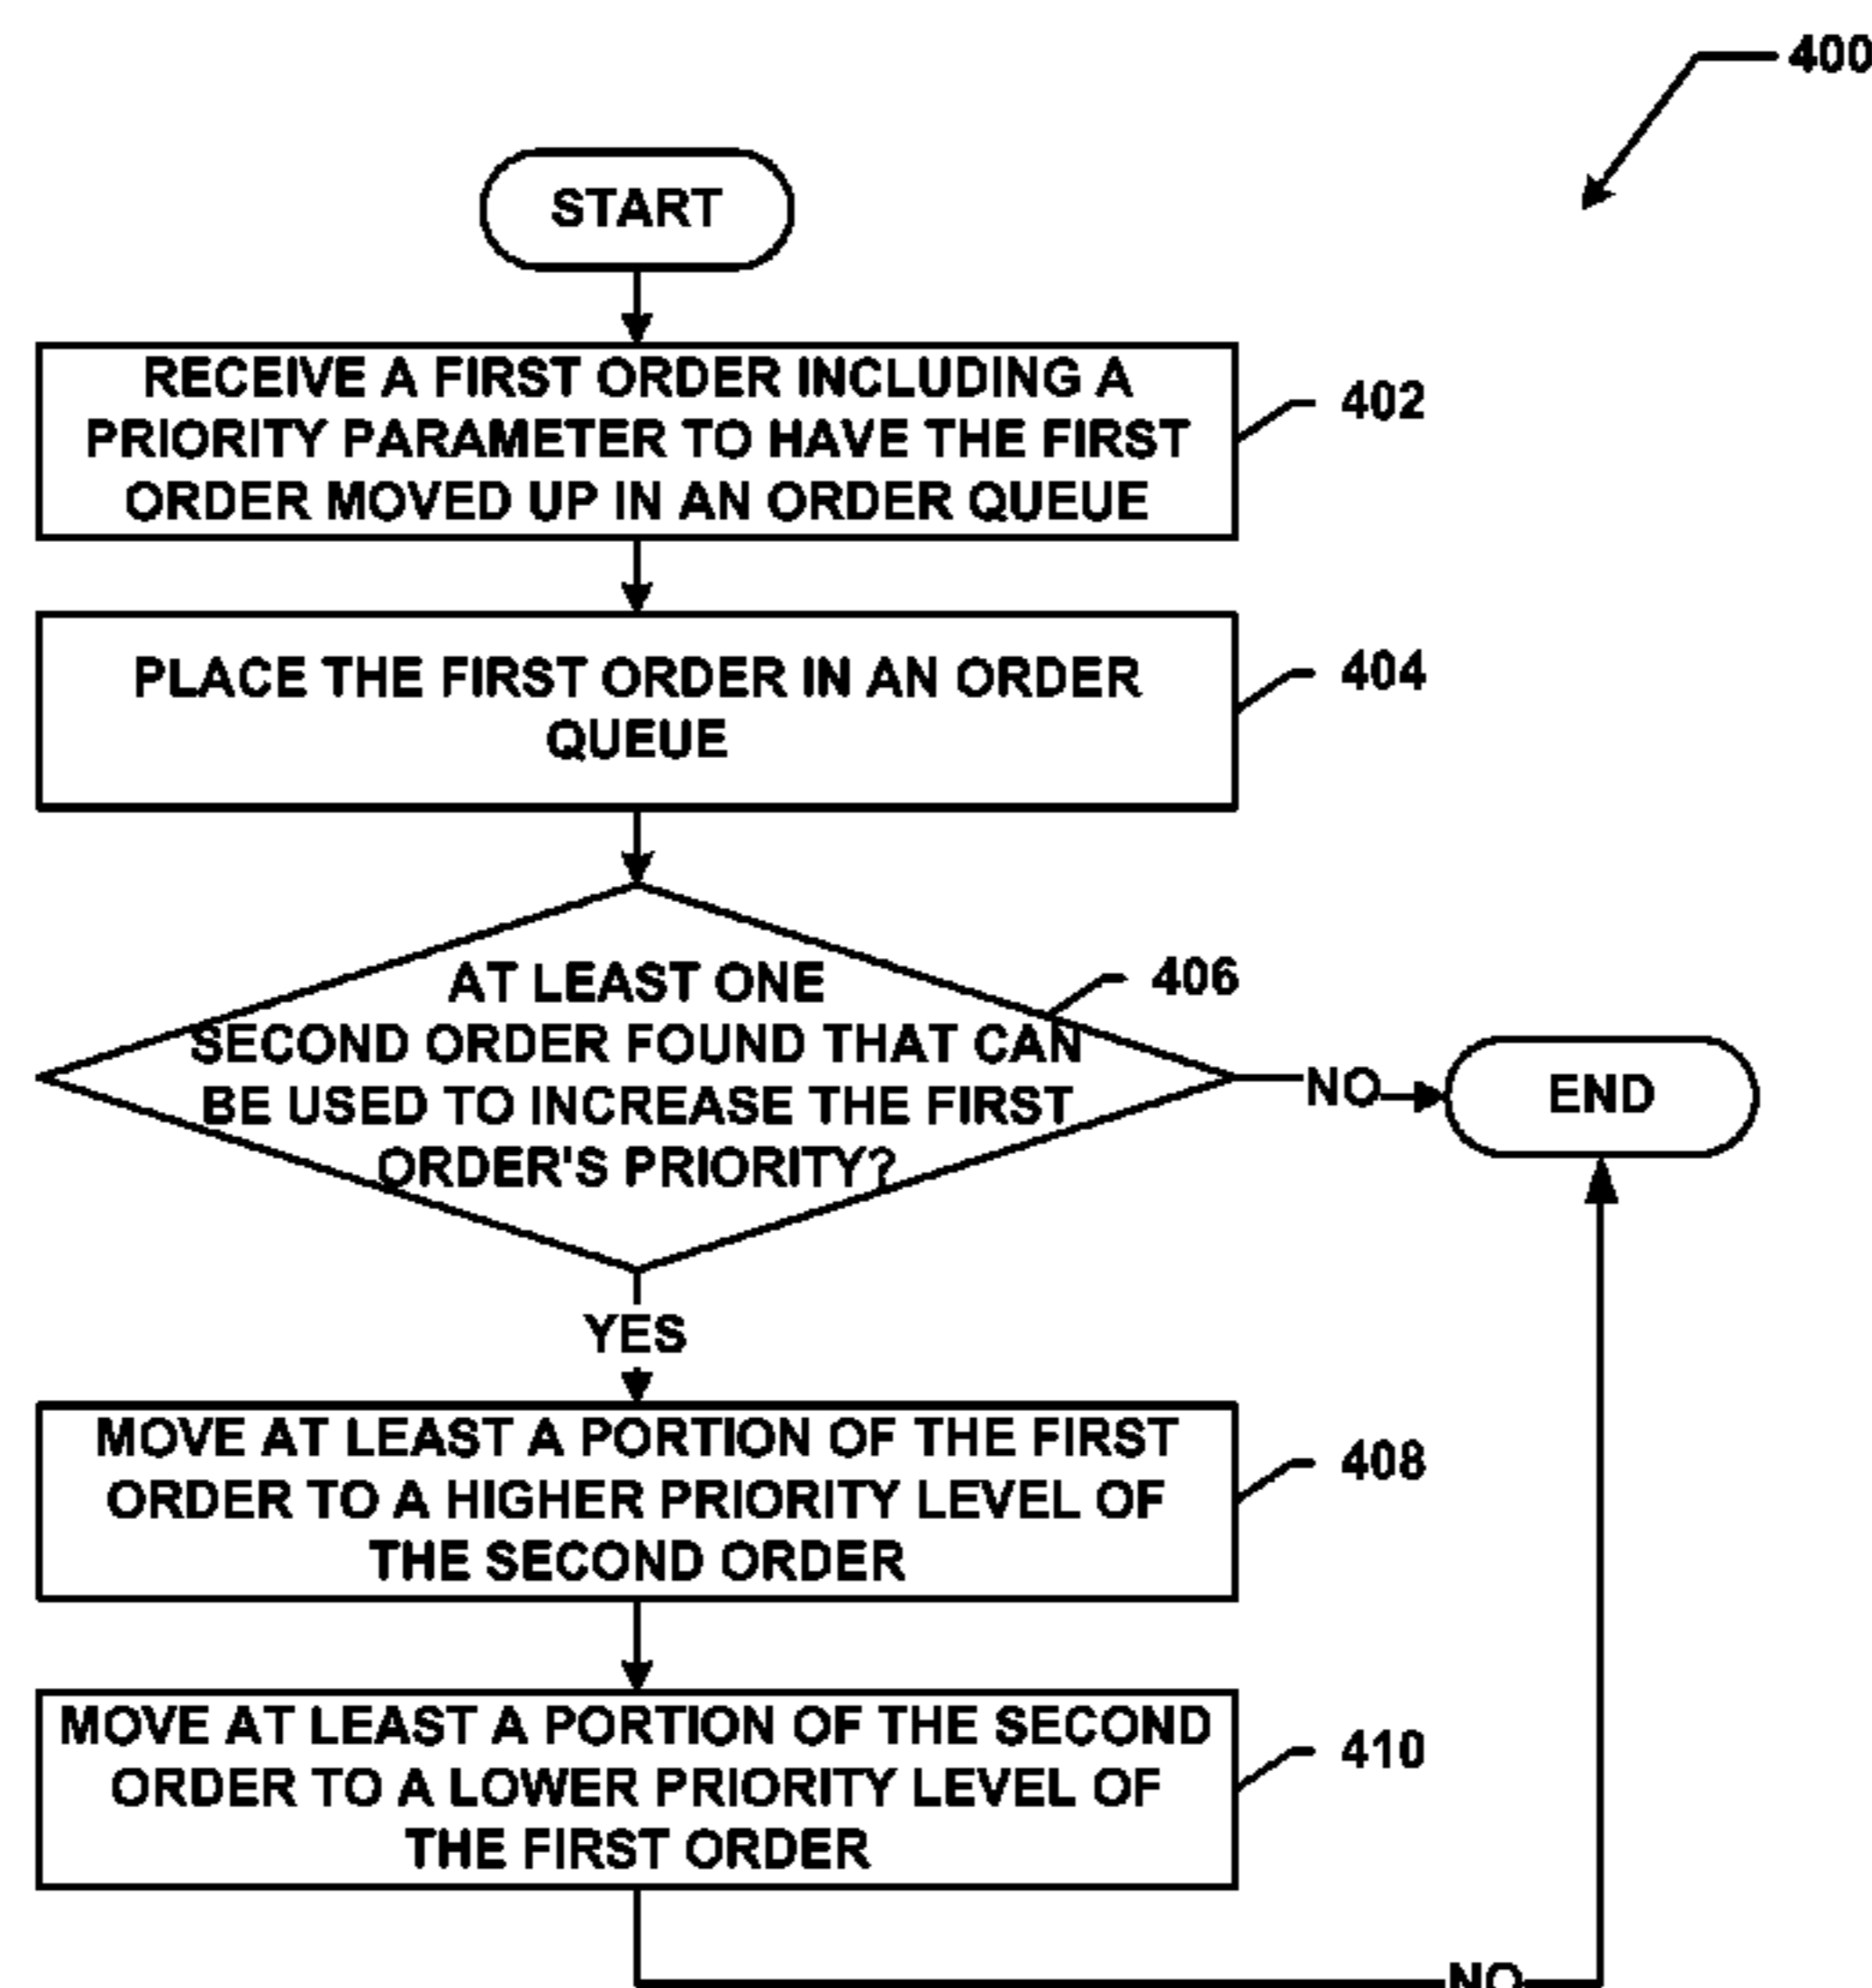 400
START
RECEIVE A FIRST ORDER INCLUDING A
PRIORITY PARAMETER TO HAVE THE FIRST
ORDER MOVED UP IN AN ORDER QUEUE
402
PLACE THE FIRST ORDER IN AN ORDER
QUEUE
404
AT LEAST ONE
SECOND ORDER FOUND THAT CAN
BE USED TO INCREASE THE FIRST
ORDER'S PRIORITY?
406
NO
END
YES
MOVE AT LEAST A PORTION OF THE FIRST
ORDER TO A HIGHER PRIORITY LEVEL OF
THE SECOND ORDER
408
MOVE AT LEAST A PORTION OF THE SECOND
ORDER TO A LOWER PRIORITY LEVEL OF
THE FIRST ORDER
410
NO